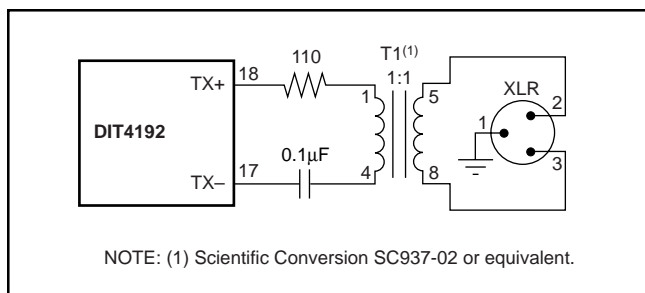 110
T1(1)
1:1
TX+
18
1
5
XLR
2
1
DIT4192
0.1µF
3
TX–
17
4
8
NOTE: (1) Scientific Conversion SC937-02 or equivalent.